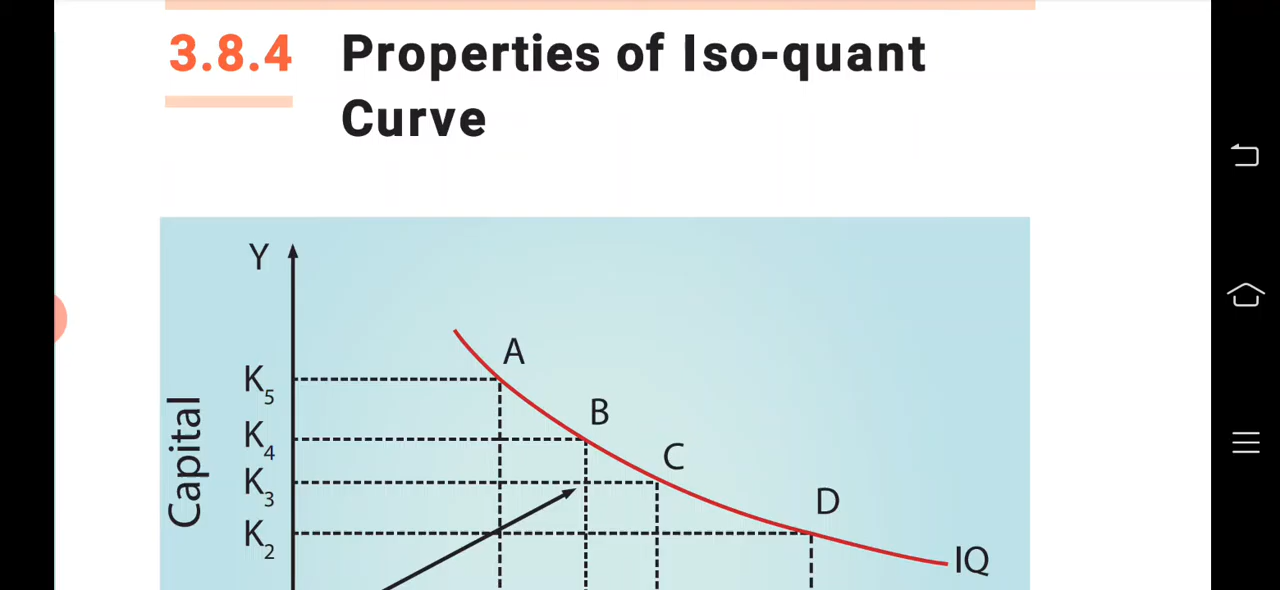 3.8.4 Properties of Iso-quant
Curve
Y
A
K5
B
K4
C
K3
D
K2
IQ
Capital